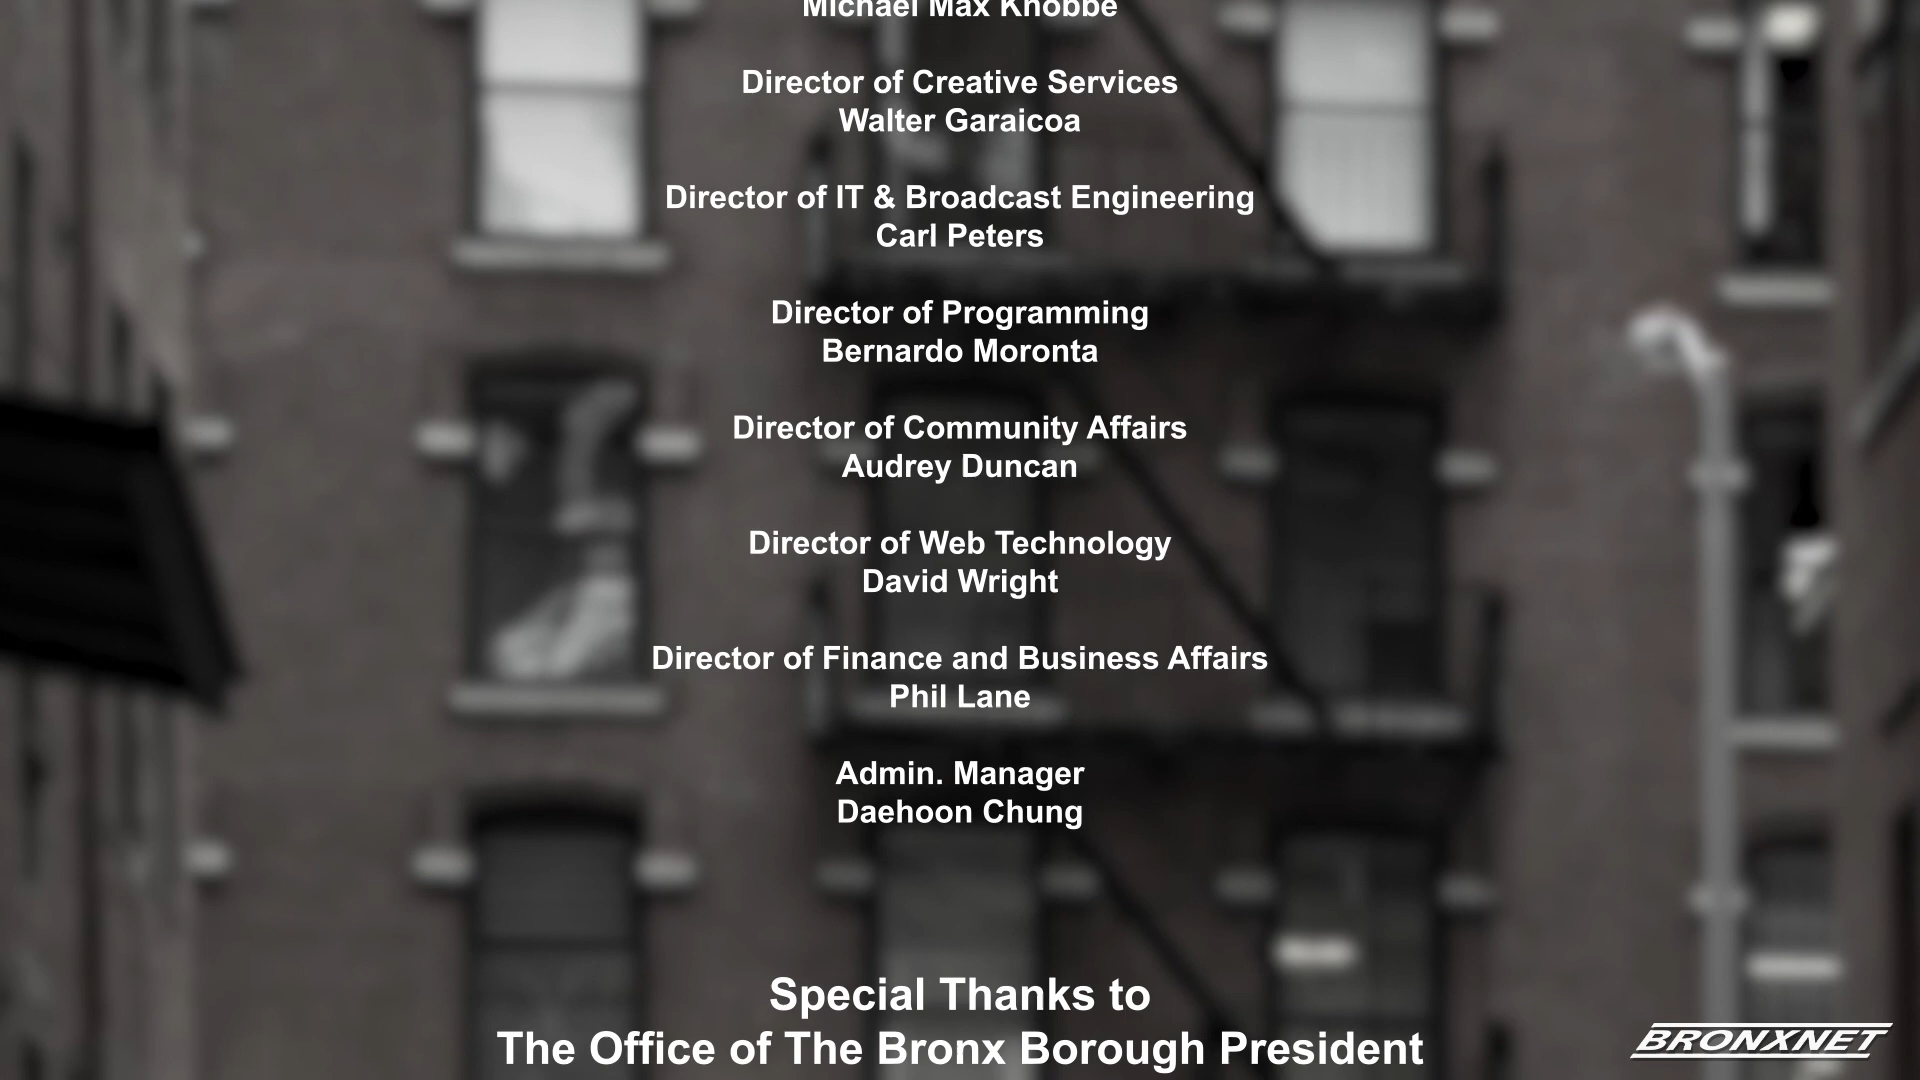 Michael Max Knobbe
Director of Creative Services
Walter Garaicoa
Director of IT & Broadcast Engineering
Carl Peters
Director of Programming
Bernardo Moronta
Director of Community Affairs
Audrey Duncan
Director of Web Technology
David Wright
Director of Finance and Business Affairs
Phil Lane
Admin. Manager
Daehoon Chung
Special Thanks to
The Office of The Bronx Borough President
BRONXNET